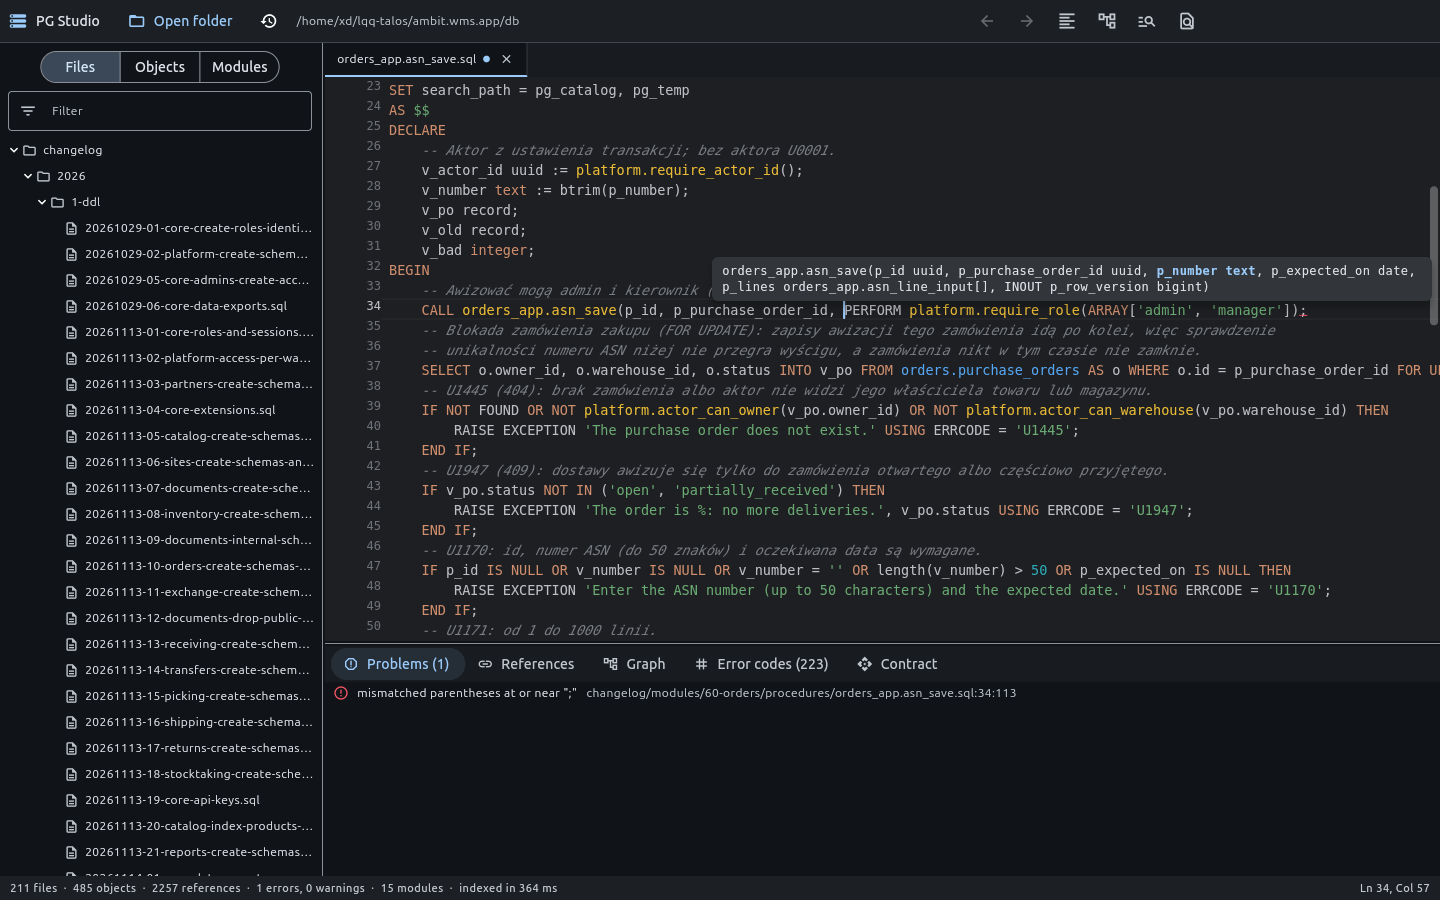 PG Studio
Open folder
/home/xd/lqq-talos/ambit.wms.app/db
Files
Objects
Modules
Filter
changelog
2026
1-ddl
20261029-01-core-create-roles-identi...
20261029-02-platform-create-schem...
20261029-05-core-admins-create-acc...
20261029-06-core-data-exports.sql
20261113-01-core-roles-and-sessions....
20261113-02-platform-access-per-wa...
20261113-03-partners-create-schema...
20261113-04-core-extensions.sql
20261113-05-catalog-create-schemas...
20261113-06-sites-create-schemas-an...
20261113-07-documents-create-sche...
20261113-08-inventory-create-schem...
20261113-09-documents-internal-sch...
20261113-10-orders-create-schemas-...
20261113-11-exchange-create-schem...
20261113-12-documents-drop-public-...
20261113-13-receiving-create-schem...
20261113-14-transfers-create-schem...
20261113-15-picking-create-schemas...
20261113-16-shipping-create-schema...
20261113-17-returns-create-schemas...
20261113-18-stocktaking-create-sche...
20261113-19-core-api-keys.sql
20261113-20-catalog-index-products-...
20261113-21-reports-create-schemas...
orders_app.asn_save.sql
23 SET search_path = pg_catalog, pg_temp
24 AS $$
25 DECLARE
26 -- Aktor z ustawienia transakcji; bez aktora U0001.
27 v_actor_id uuid := platform.require_actor_id();
28 v_number text := btrim(p_number);
29 v_po record;
30 v_old record;
31 v_bad integer;
32 BEGIN
orders_app.asn_save(p_id uuid, p_purchase_order_id uuid, p_number text, p_expected_on date,
p_lines orders_app.asn_line_input[], INOUT p_row_version bigint)
33 -- Awizować mogą admin i kierownik (
34 CALL orders_app.asn_save(p_id, p_purchase_order_id, PERFORM platform.require_role(ARRAY['admin', 'manager']);
35 -- Blokada zamówienia zakupu (FOR UPDATE): zapisy awizacji tego zamówienia idą po kolei, więc sprawdzenie
36 -- unikalności numeru ASN niżej nie przegra wyścigu, a zamówienia nikt w tym czasie nie zamknie.
37 SELECT o.owner_id, o.warehouse_id, o.status INTO v_po FROM orders.purchase_orders AS o WHERE o.id = p_purchase_order_id FOR
38 -- U1445 (404): brak zamówienia albo aktor nie widzi jego właściciela towaru lub magazynu.
39 IF NOT FOUND OR NOT platform.actor_can_owner(v_po.owner_id) OR NOT platform.actor_can_warehouse(v_po.warehouse_id) THEN
40 RAISE EXCEPTION 'The purchase order does not exist.' USING ERRCODE = 'U1445';
41 END IF;
42 -- U1947 (409): dostawy awizuje się tylko do zamówienia otwartego albo częściowo przyjętego.
43 IF v_po.status NOT IN ('open', 'partially_received') THEN
44 RAISE EXCEPTION 'The order is %: no more deliveries.', v_po.status USING ERRCODE = 'U1947';
45 END IF;
46 -- U1170: id, numer ASN (do 50 znaków) i oczekiwana data są wymagane.
47 IF p_id IS NULL OR v_number IS NULL OR v_number = '' OR length(v_number) > 50 OR p_expected_on IS NULL THEN
48 RAISE EXCEPTION 'Enter the ASN number (up to 50 characters) and the expected date.' USING ERRCODE = 'U1170';
49 END IF;
50 -- U1171: od 1 do 1000 linii.
Problems (1)
References
Graph
Error codes (223)
Contract
mismatched parentheses at or near ";" changelog/modules/60-orders/procedures/orders_app.asn_save.sql:34:113
211 files · 485 objects · 2257 references · 1 errors, 0 warnings · 15 modules · indexed in 364 ms
Ln 34, Col 57